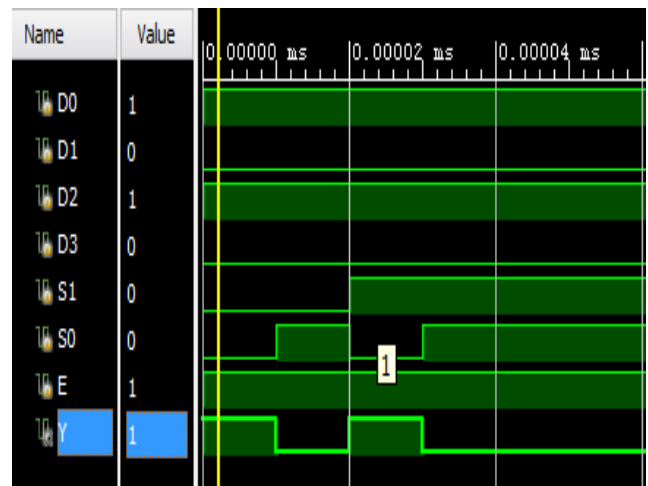 Name Value
0.00000 ms 0.00002 ms 0.00004 ms
D0 1
D1 0
D2 1
D3 0
S1 0
S0 0
1
E 1
Y 1